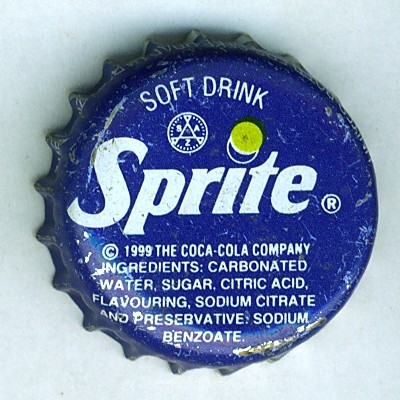 SOFT DRINK
Sprite®
© 1999 THE COCA-COLA COMPANY
INGREDIENTS: CARBONATED
WATER, SUGAR, CITRIC ACID,
FLAVOURING, SODIUM CITRATE
AND PRESERVATIVE: SODIUM
BENZOATE.